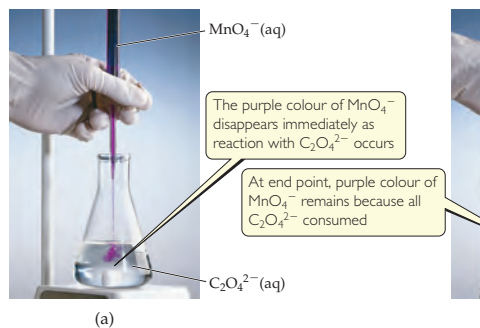 MnO₄⁻(aq)
The purple colour of MnO₄⁻
disappears immediately as
reaction with C₂O₄²⁻ occurs
At end point, purple colour of
MnO₄⁻ remains because all
C₂O₄²⁻ consumed
C₂O₄²⁻(aq)
(a)